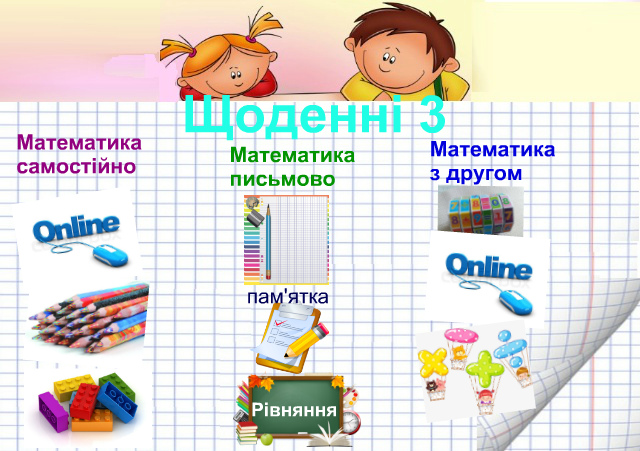 Щоденні 3
Математика
самостійно
Online
Математика
письмово
пам'ятка
Рівняння
Математика
з другом
Online